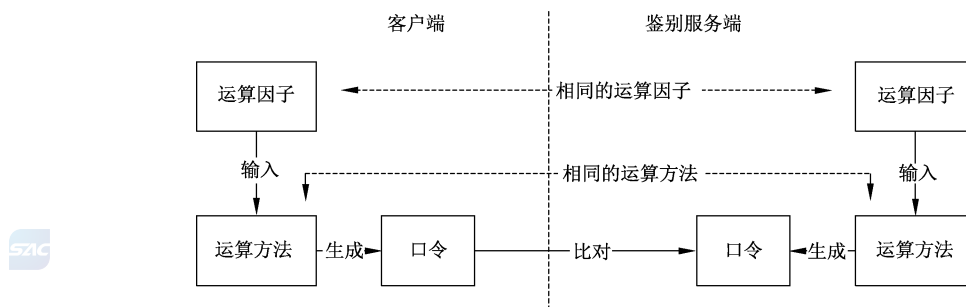 客户端
鉴别服务端
运算因子
相同的运算因子
运算因子
输入
相同的运算方法
输入
运算方法
生成
口令
比对
口令
生成
运算方法
SAC